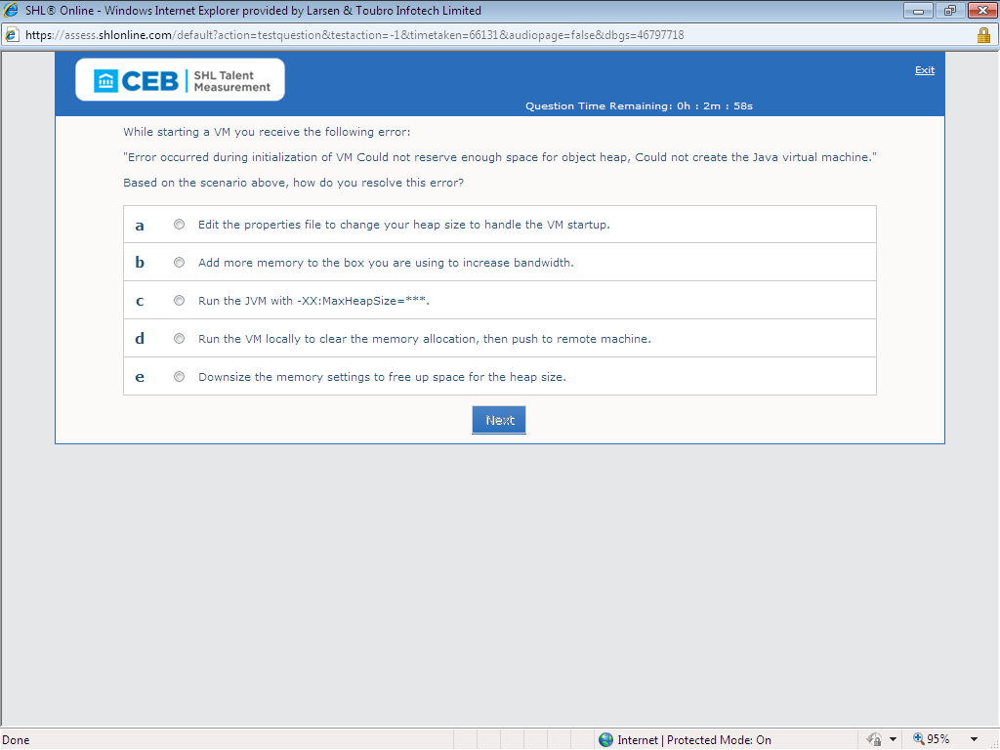 SHL® Online - Windows Internet Explorer provided by Larsen & Toubro Infotech Limited
https://assess.shlonline.com/default?action=testquestion&testaction=-1&timetaken=66131&audiopage=false&dbgs=46797718
CEB SHL Talent Measurement
Exit
Question Time Remaining: 0h : 2m : 58s
While starting a VM you receive the following error:
"Error occurred during initialization of VM Could not reserve enough space for object heap, Could not create the Java virtual machine."
Based on the scenario above, how do you resolve this error?
a Edit the properties file to change your heap size to handle the VM startup.
b Add more memory to the box you are using to increase bandwidth.
c Run the JVM with -XX:MaxHeapSize=***.
d Run the VM locally to clear the memory allocation, then push to remote machine.
e Downsize the memory settings to free up space for the heap size.
Next
Done
Internet | Protected Mode: On
95%